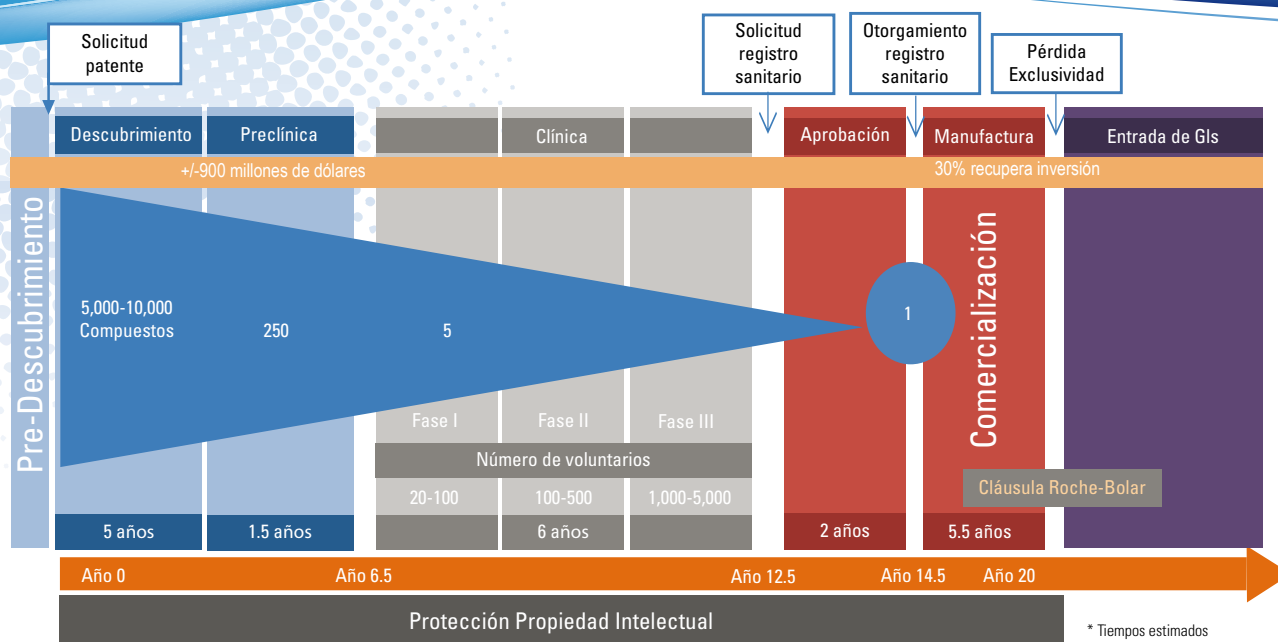 Solicitud
patente
Solicitud
registro
sanitario
Otorgamiento
registro
sanitario
Pérdida
Exclusividad
Pre-Descubrimiento
Descubrimiento
Preclínica
Clínica
Aprobación
Manufactura
Entrada de GIs
+/-900 millones de dólares
30% recupera inversión
5,000-10,000
Compuestos
250
5
1
Comercialización
Fase I
Fase II
Fase III
Número de voluntarios
20-100
100-500
1,000-5,000
Cláusula Roche-Bolar
5 años
1.5 años
6 años
2 años
5.5 años
Año 0
Año 6.5
Año 12.5
Año 14.5
Año 20
Protección Propiedad Intelectual
* Tiempos estimados